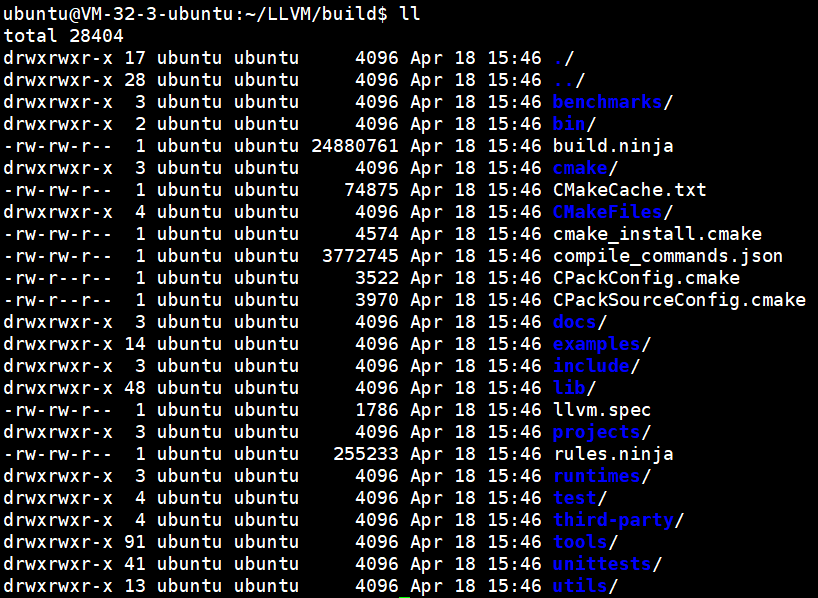 ubuntu@VM-32-3-ubuntu:~/LLVM/build$ ll
total 28404
drwxrwxr-x 17 ubuntu ubuntu     4096 Apr 18 15:46 ./
drwxrwxr-x 28 ubuntu ubuntu     4096 Apr 18 15:46 ../
drwxrwxr-x  3 ubuntu ubuntu     4096 Apr 18 15:46 benchmarks/
drwxrwxr-x  2 ubuntu ubuntu     4096 Apr 18 15:46 bin/
-rw-rw-r--  1 ubuntu ubuntu 24880761 Apr 18 15:46 build.ninja
drwxrwxr-x  3 ubuntu ubuntu     4096 Apr 18 15:46 cmake/
-rw-rw-r--  1 ubuntu ubuntu    74875 Apr 18 15:46 CMakeCache.txt
drwxrwxr-x  4 ubuntu ubuntu     4096 Apr 18 15:46 CMakeFiles/
-rw-rw-r--  1 ubuntu ubuntu     4574 Apr 18 15:46 cmake_install.cmake
-rw-rw-r--  1 ubuntu ubuntu  3772745 Apr 18 15:46 compile_commands.json
-rw-r--r--  1 ubuntu ubuntu     3522 Apr 18 15:46 CPackConfig.cmake
-rw-r--r--  1 ubuntu ubuntu     3970 Apr 18 15:46 CPackSourceConfig.cmake
drwxrwxr-x  3 ubuntu ubuntu     4096 Apr 18 15:46 docs/
drwxrwxr-x 14 ubuntu ubuntu     4096 Apr 18 15:46 examples/
drwxrwxr-x  3 ubuntu ubuntu     4096 Apr 18 15:46 include/
drwxrwxr-x 48 ubuntu ubuntu     4096 Apr 18 15:46 lib/
-rw-rw-r--  1 ubuntu ubuntu     1786 Apr 18 15:46 llvm.spec
drwxrwxr-x  3 ubuntu ubuntu     4096 Apr 18 15:46 projects/
-rw-rw-r--  1 ubuntu ubuntu   255233 Apr 18 15:46 rules.ninja
drwxrwxr-x  3 ubuntu ubuntu     4096 Apr 18 15:46 runtimes/
drwxrwxr-x  4 ubuntu ubuntu     4096 Apr 18 15:46 test/
drwxrwxr-x  4 ubuntu ubuntu     4096 Apr 18 15:46 third-party/
drwxrwxr-x 91 ubuntu ubuntu     4096 Apr 18 15:46 tools/
drwxrwxr-x 41 ubuntu ubuntu     4096 Apr 18 15:46 unittests/
drwxrwxr-x 13 ubuntu ubuntu     4096 Apr 18 15:46 utils/